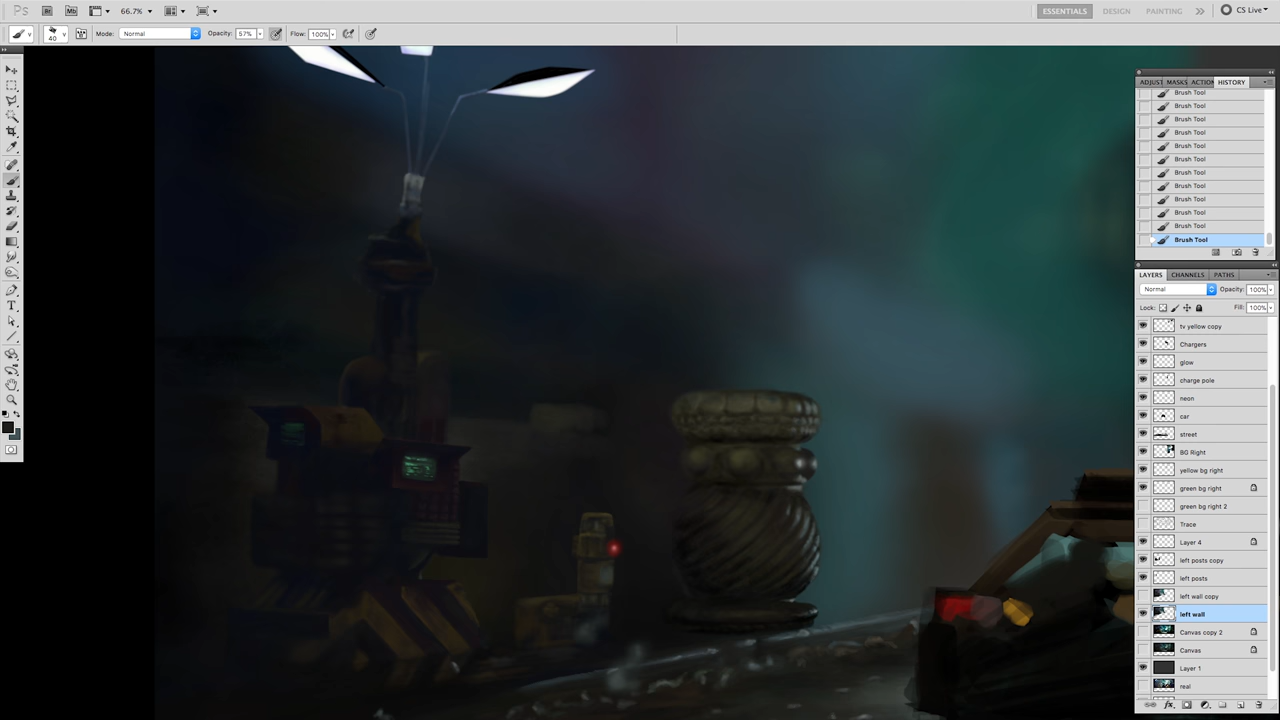 Ps Br Mb 66.7% ESSENTIALS DESIGN PAINTING CS Live
40 Mode: Normal Opacity: 57% Flow: 100%
ADJUST MASKS ACTION HISTORY
Brush Tool
Brush Tool
Brush Tool
Brush Tool
Brush Tool
Brush Tool
Brush Tool
Brush Tool
Brush Tool
Brush Tool
Brush Tool
Brush Tool
LAYERS CHANNELS PATHS
Normal Opacity: 100%
Lock: Fill: 100%
tv yellow copy
Chargers
glow
charge pole
neon
car
street
BG Right
yellow bg right
green bg right
green bg right 2
Trace
Layer 4
left posts copy
left posts
left wall copy
left wall
Canvas copy 2
Canvas
Layer 1
real